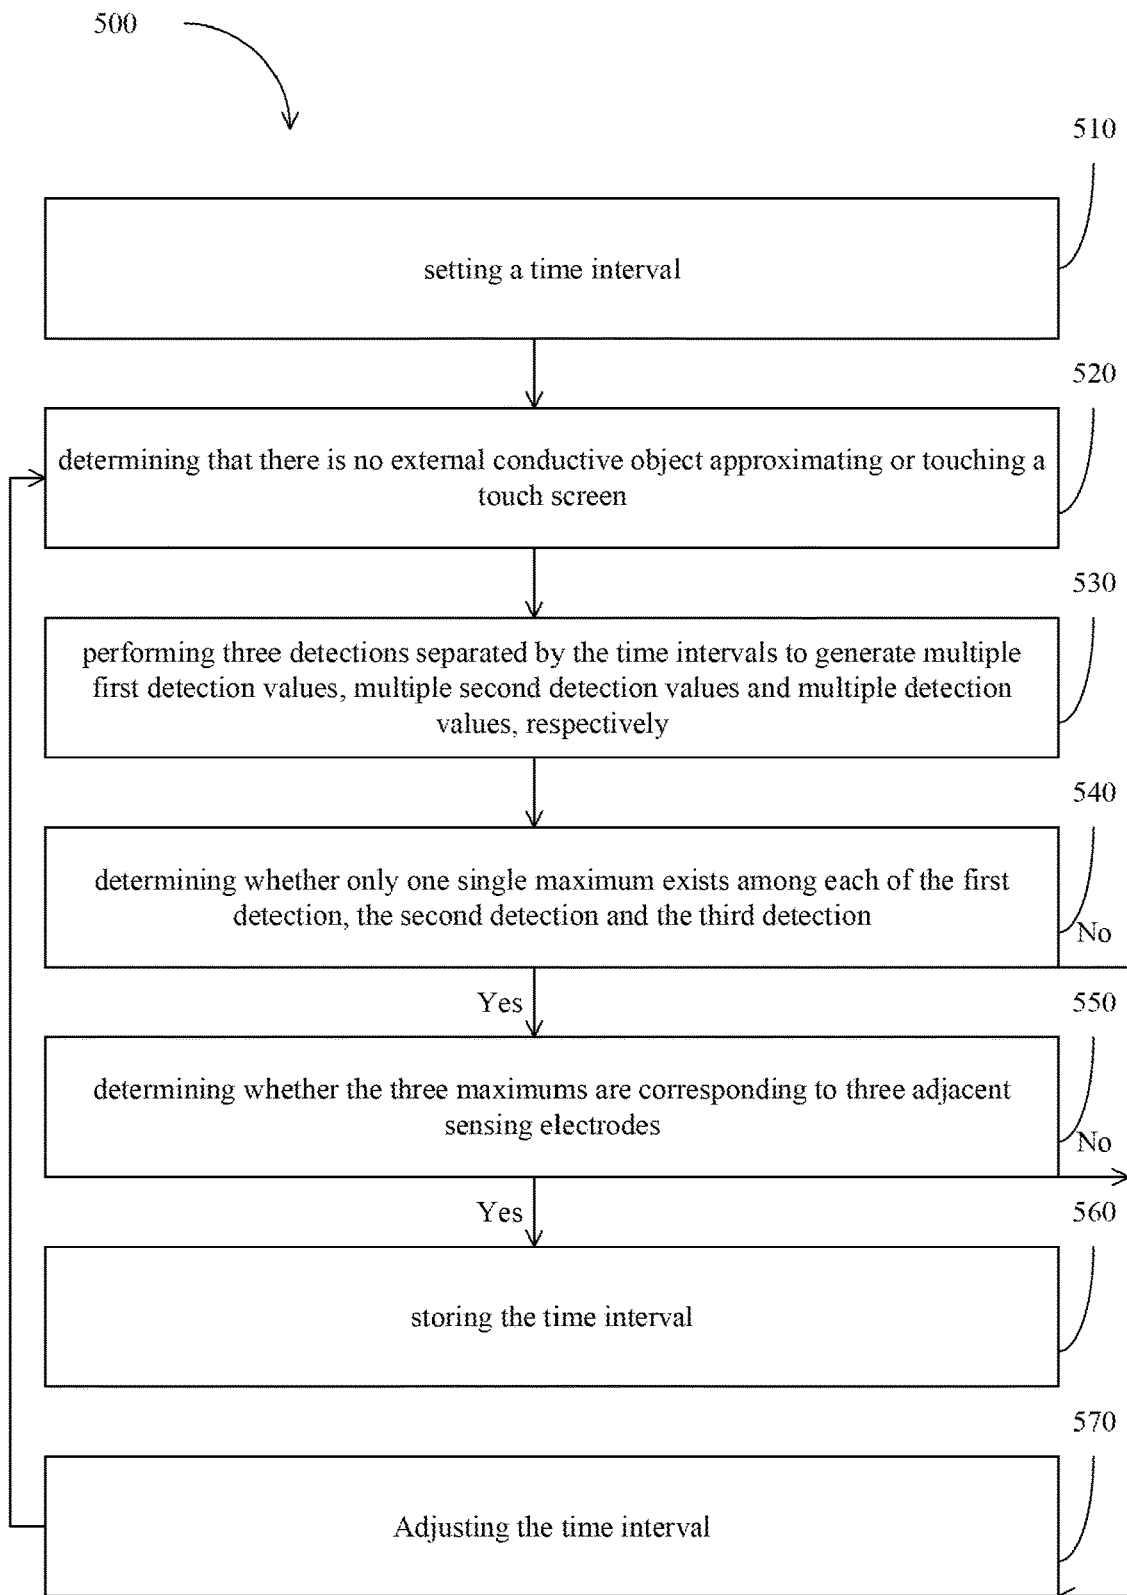 500
510
setting a time interval
520
determining that there is no external conductive object approximating or touching a
touch screen
530
performing three detections separated by the time intervals to generate multiple
first detection values, multiple second detection values and multiple detection
values, respectively
540
determining whether only one single maximum exists among each of the first
detection, the second detection and the third detection
No
Yes
550
determining whether the three maximums are corresponding to three adjacent
sensing electrodes
No
Yes
560
storing the time interval
570
Adjusting the time interval